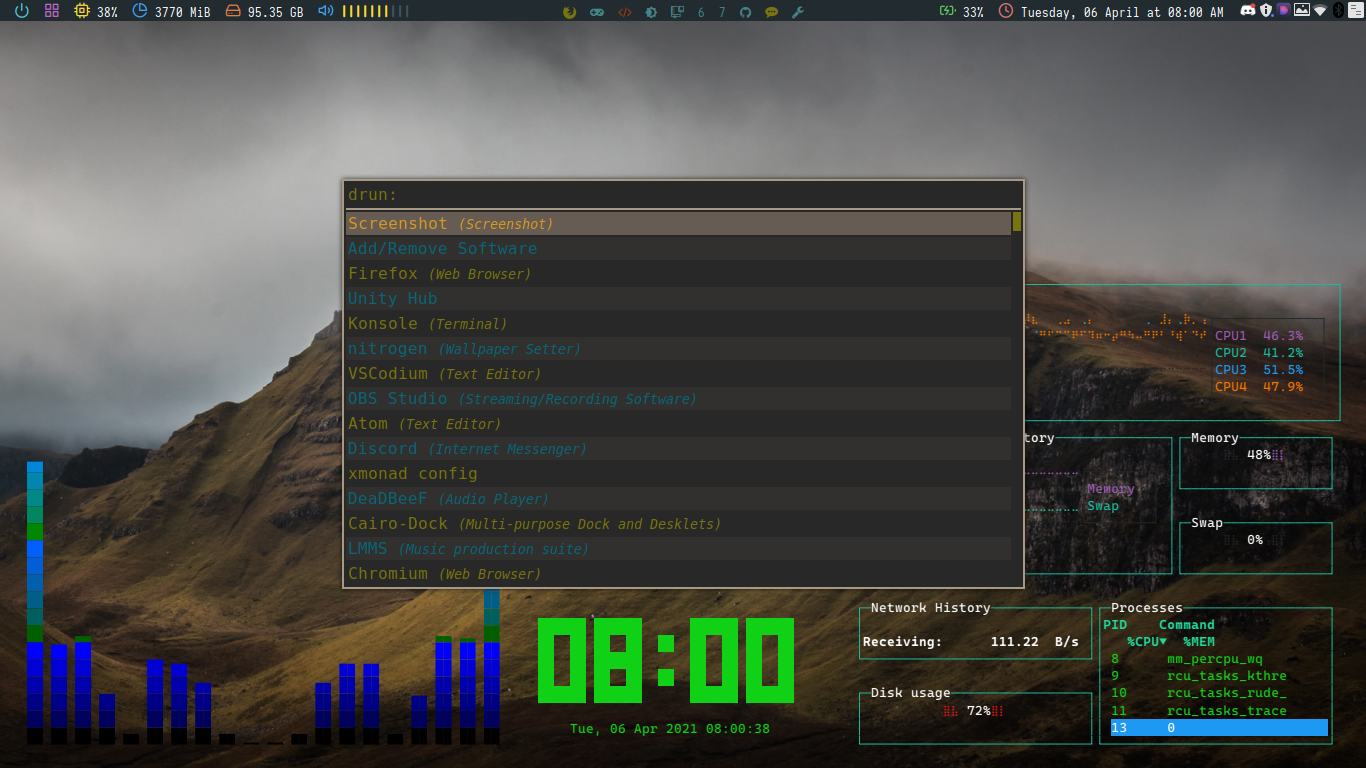 38% 3770 MiB 95.35 GB 6 7 33% Tuesday, 06 April at 08:00 AM
drun:
Screenshot (Screenshot)
Add/Remove Software
Firefox (Web Browser)
Unity Hub
Konsole (Terminal)
nitrogen (Wallpaper Setter)
VSCodium (Text Editor)
OBS Studio (Streaming/Recording Software)
Atom (Text Editor)
Discord (Internet Messenger)
xmonad config
DeaDBeeF (Audio Player)
Cairo-Dock (Multi-purpose Dock and Desklets)
LMMS (Music production suite)
Chromium (Web Browser)
CPU1 46.3%
CPU2 41.2%
CPU3 51.5%
CPU4 47.9%
tory
Memory
Swap
Memory
48%
Swap
0%
08:00
Tue, 06 Apr 2021 08:00:38
Network History
Receiving: 111.22 B/s
Disk usage
72%
Processes
PID Command
%CPU▼ %MEM
8 mm_percpu_wq
9 rcu_tasks_kthre
10 rcu_tasks_rude_
11 rcu_tasks_trace
13 0